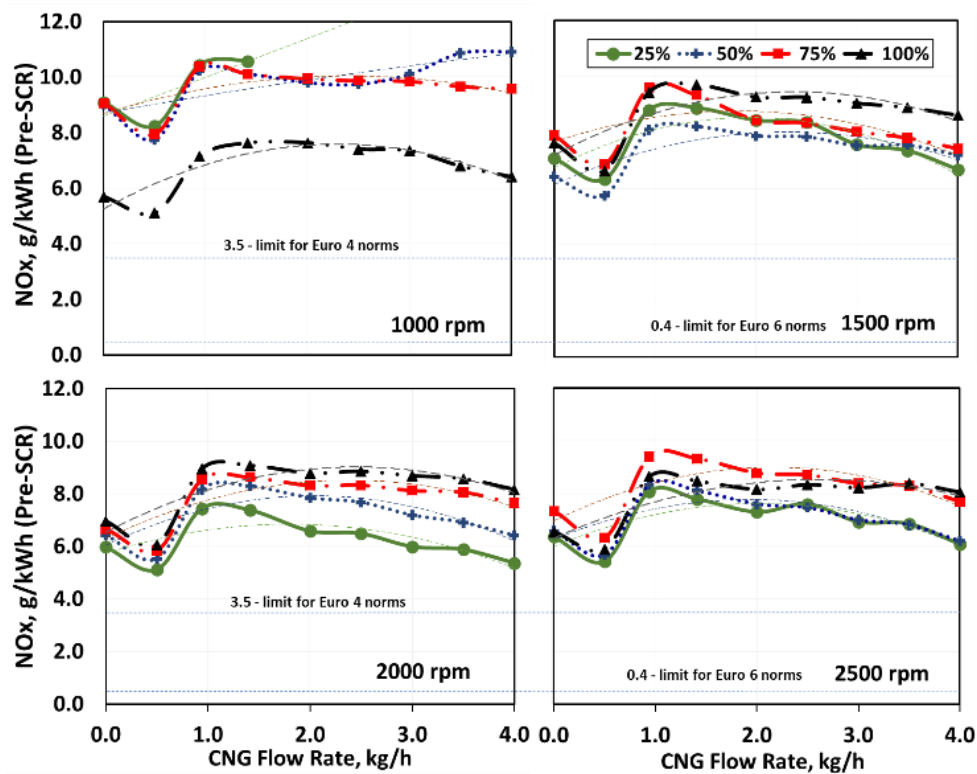 12.0
10.0
8.0
6.0
4.0
2.0
0.0
NOx, g/kWh (Pre-SCR)
3.5 - limit for Euro 4 norms
1000 rpm
25% 50% 75% 100%
0.4 - limit for Euro 6 norms
1500 rpm
12.0
10.0
8.0
6.0
4.0
2.0
0.0
NOx, g/kWh (Pre-SCR)
3.5 - limit for Euro 4 norms
2000 rpm
0.0 1.0 2.0 3.0 4.0
CNG Flow Rate, kg/h
0.4 - limit for Euro 6 norms
2500 rpm
0.0 1.0 2.0 3.0 4.0
CNG Flow Rate, kg/h